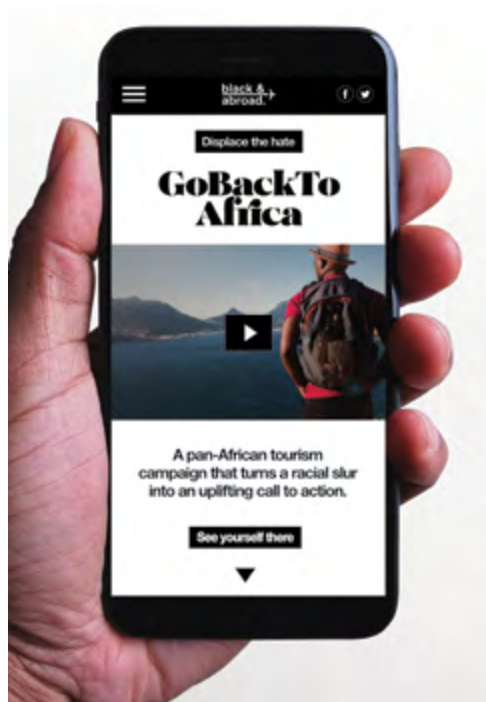 black &
abroad.
Displace the hate
GoBackTo
Africa
A pan-African tourism
campaign that turns a racial slur
into an uplifting call to action.
See yourself there